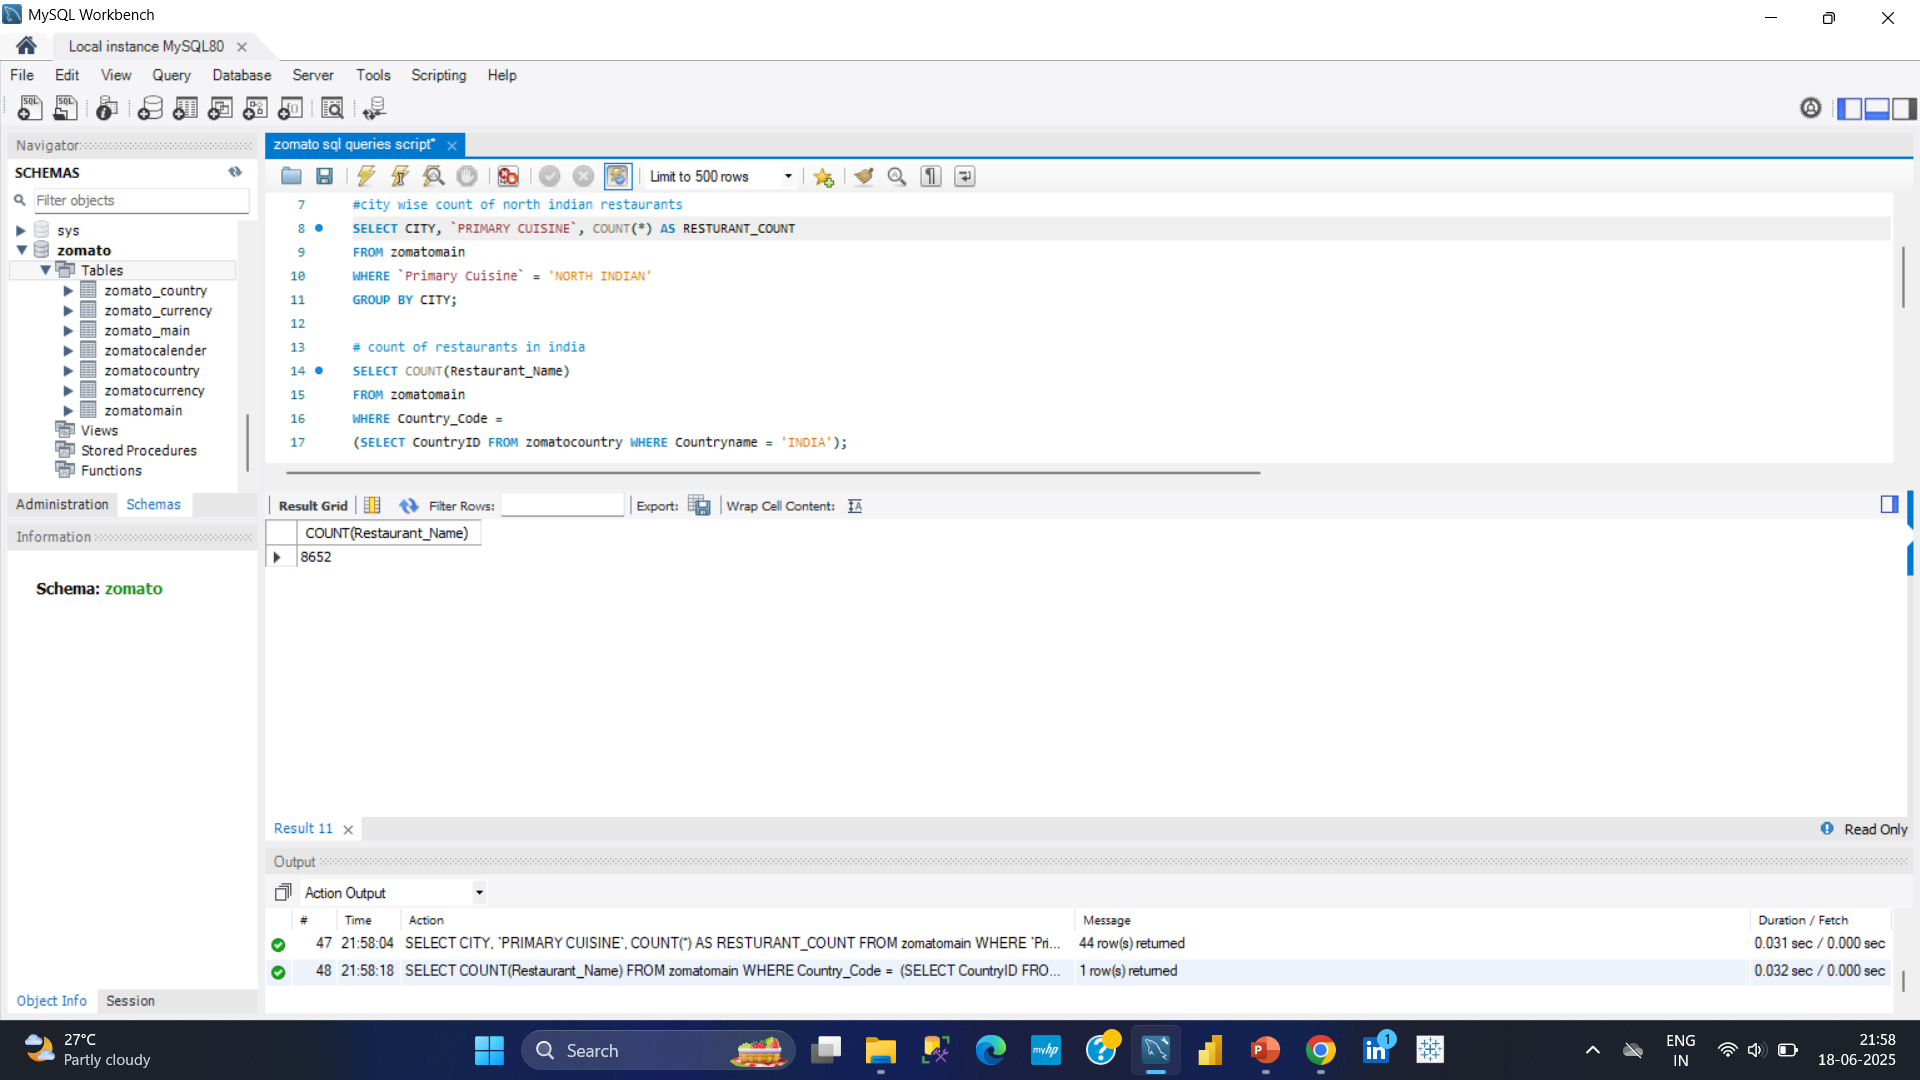 MySQL Workbench
Local instance MySQL80
File Edit View Query Database Server Tools Scripting Help
Navigator
SCHEMAS
Filter objects
sys
zomato
Tables
zomato_country
zomato_currency
zomato_main
zomatocalender
zomatocountry
zomatocurrency
zomatomain
Views
Stored Procedures
Functions
Administration Schemas
Information
Schema: zomato
Object Info Session
zomato sql queries script*
Limit to 500 rows
7 #city wise count of north indian restaurants
8 SELECT CITY, `PRIMARY CUISINE`, COUNT(*) AS RESTURANT_COUNT
9 FROM zomatomain
10 WHERE `Primary Cuisine` = 'NORTH INDIAN'
11 GROUP BY CITY;
12
13 # count of restaurants in india
14 SELECT COUNT(Restaurant_Name)
15 FROM zomatomain
16 WHERE Country_Code =
17 (SELECT CountryID FROM zomatocountry WHERE Countryname = 'INDIA');
Result Grid Filter Rows: Export: Wrap Cell Content:
COUNT(Restaurant_Name)
8652
Result 11 Read Only
Output
Action Output
# Time Action Message Duration / Fetch
47 21:58:04 SELECT CITY, `PRIMARY CUISINE`, COUNT(*) AS RESTURANT_COUNT FROM zomatomain WHERE `Pri... 44 row(s) returned 0.031 sec / 0.000 sec
48 21:58:18 SELECT COUNT(Restaurant_Name) FROM zomatomain WHERE Country_Code = (SELECT CountryID FRO... 1 row(s) returned 0.032 sec / 0.000 sec
27°C
Partly cloudy
Search
myhp
1
ENG
IN
21:58
18-06-2025